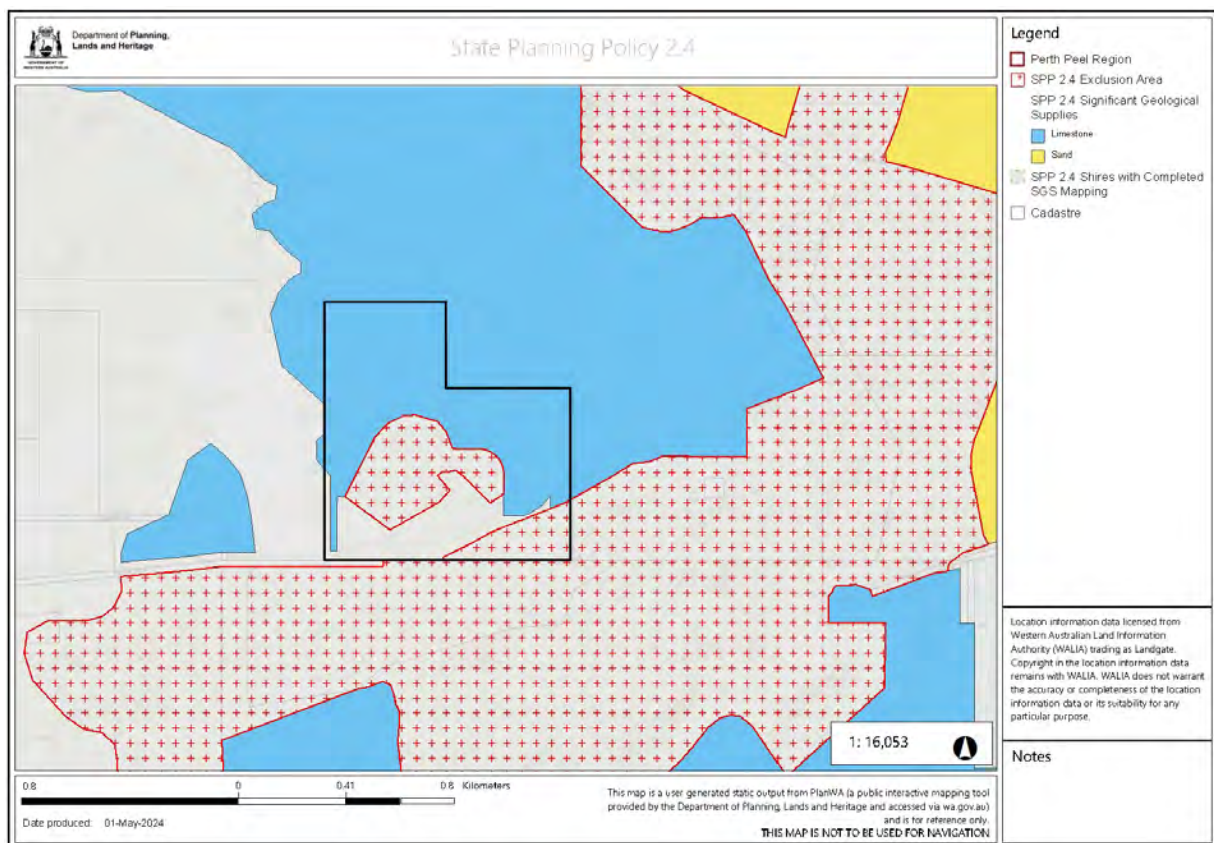 Department of Planning,
Lands and Heritage
GOVERNMENT OF
WESTERN AUSTRALIA
State Planning Policy 2.4
Legend
Perth Peel Region
SPP 2.4 Exclusion Area
SPP 2.4 Significant Geological
Supplies
Limestone
Sand
SPP 2.4 Shires with Completed
SGS Mapping
Cadastre
Location information data licensed from
Western Australian Land Information
Authority (WALIA) trading as Landgate.
Copyright in the location information data
remains with WALIA. WALIA does not warrant
the accuracy or completeness of the location
information data or its suitability for any
particular purpose.
1: 16,053
Notes
0.8 0 0.41 0.8 Kilometers
Date produced: 01-May-2024
This map is a user generated static output from PlanWA (a public interactive mapping tool
provided by the Department of Planning, Lands and Heritage and accessed via wa.gov.au)
and is for reference only.
THIS MAP IS NOT TO BE USED FOR NAVIGATION